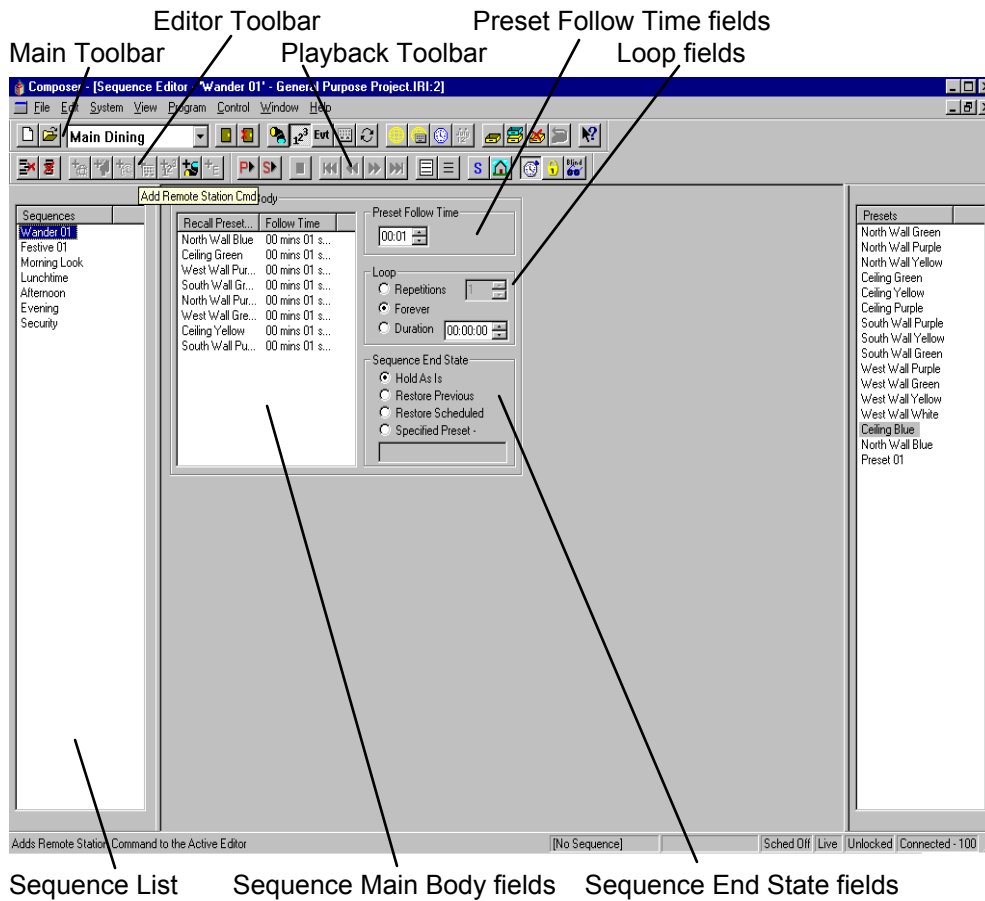 Editor Toolbar
Preset Follow Time fields
Main Toolbar
Playback Toolbar
Loop fields
Composer - [Sequence Editor - 'Wander 01' - General Purpose Project.IRI:2]
File Edit System View Program Control Window Help
Main Dining
123 Evt
P S S Blind
Add Remote Station Cmd
ody
Sequences
Wander 01
Festive 01
Morning Look
Lunchtime
Afternoon
Evening
Security
Recall Preset... Follow Time
North Wall Blue 00 mins 01 s...
Ceiling Green 00 mins 01 s...
West Wall Pur... 00 mins 01 s...
South Wall Gr... 00 mins 01 s...
North Wall Pur... 00 mins 01 s...
West Wall Gre... 00 mins 01 s...
Ceiling Yellow 00 mins 01 s...
South Wall Pu... 00 mins 01 s...
Preset Follow Time
00:01
Loop
Repetitions 1
Forever
Duration 00:00:00
Sequence End State
Hold As Is
Restore Previous
Restore Scheduled
Specified Preset -
Presets
North Wall Green
North Wall Purple
North Wall Yellow
Ceiling Green
Ceiling Yellow
Ceiling Purple
South Wall Purple
South Wall Yellow
South Wall Green
West Wall Purple
West Wall Green
West Wall Yellow
West Wall White
Ceiling Blue
North Wall Blue
Preset 01
Adds Remote Station Command to the Active Editor
[No Sequence]
Sched Off Live Unlocked Connected - 100
Sequence List
Sequence Main Body fields
Sequence End State fields